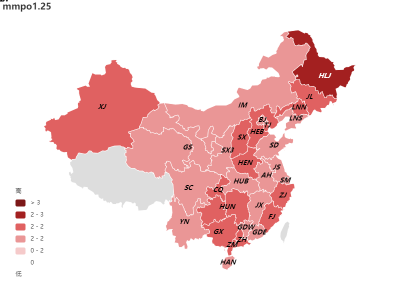 mmpo1.25
HLJ
XJ
JL
IM
LNN
BJ
TJ
LNS
HEB
SX
SD
GS
SXJ
HEN
JS
AH
HUB
SM
SC
CQ
ZJ
HUN
JX
FJ
YN
GX
GDW
GDE
ZH
ZM
HAN
高
> 3
2 - 3
2 - 2
2 - 2
0 - 2
0
低